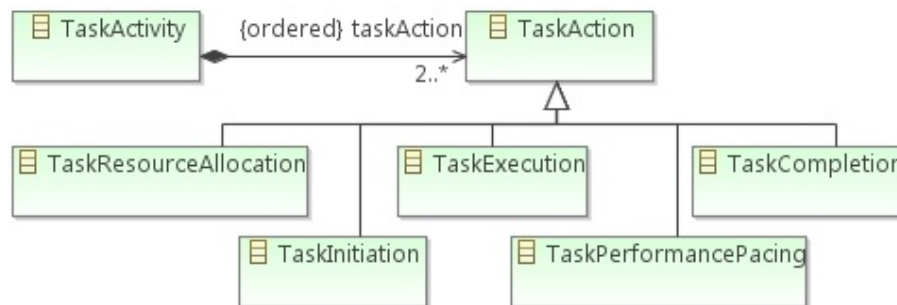 TaskActivity
{ordered} taskAction
TaskAction
2..*
TaskResourceAllocation
TaskExecution
TaskCompletion
TaskInitiation
TaskPerformancePacing